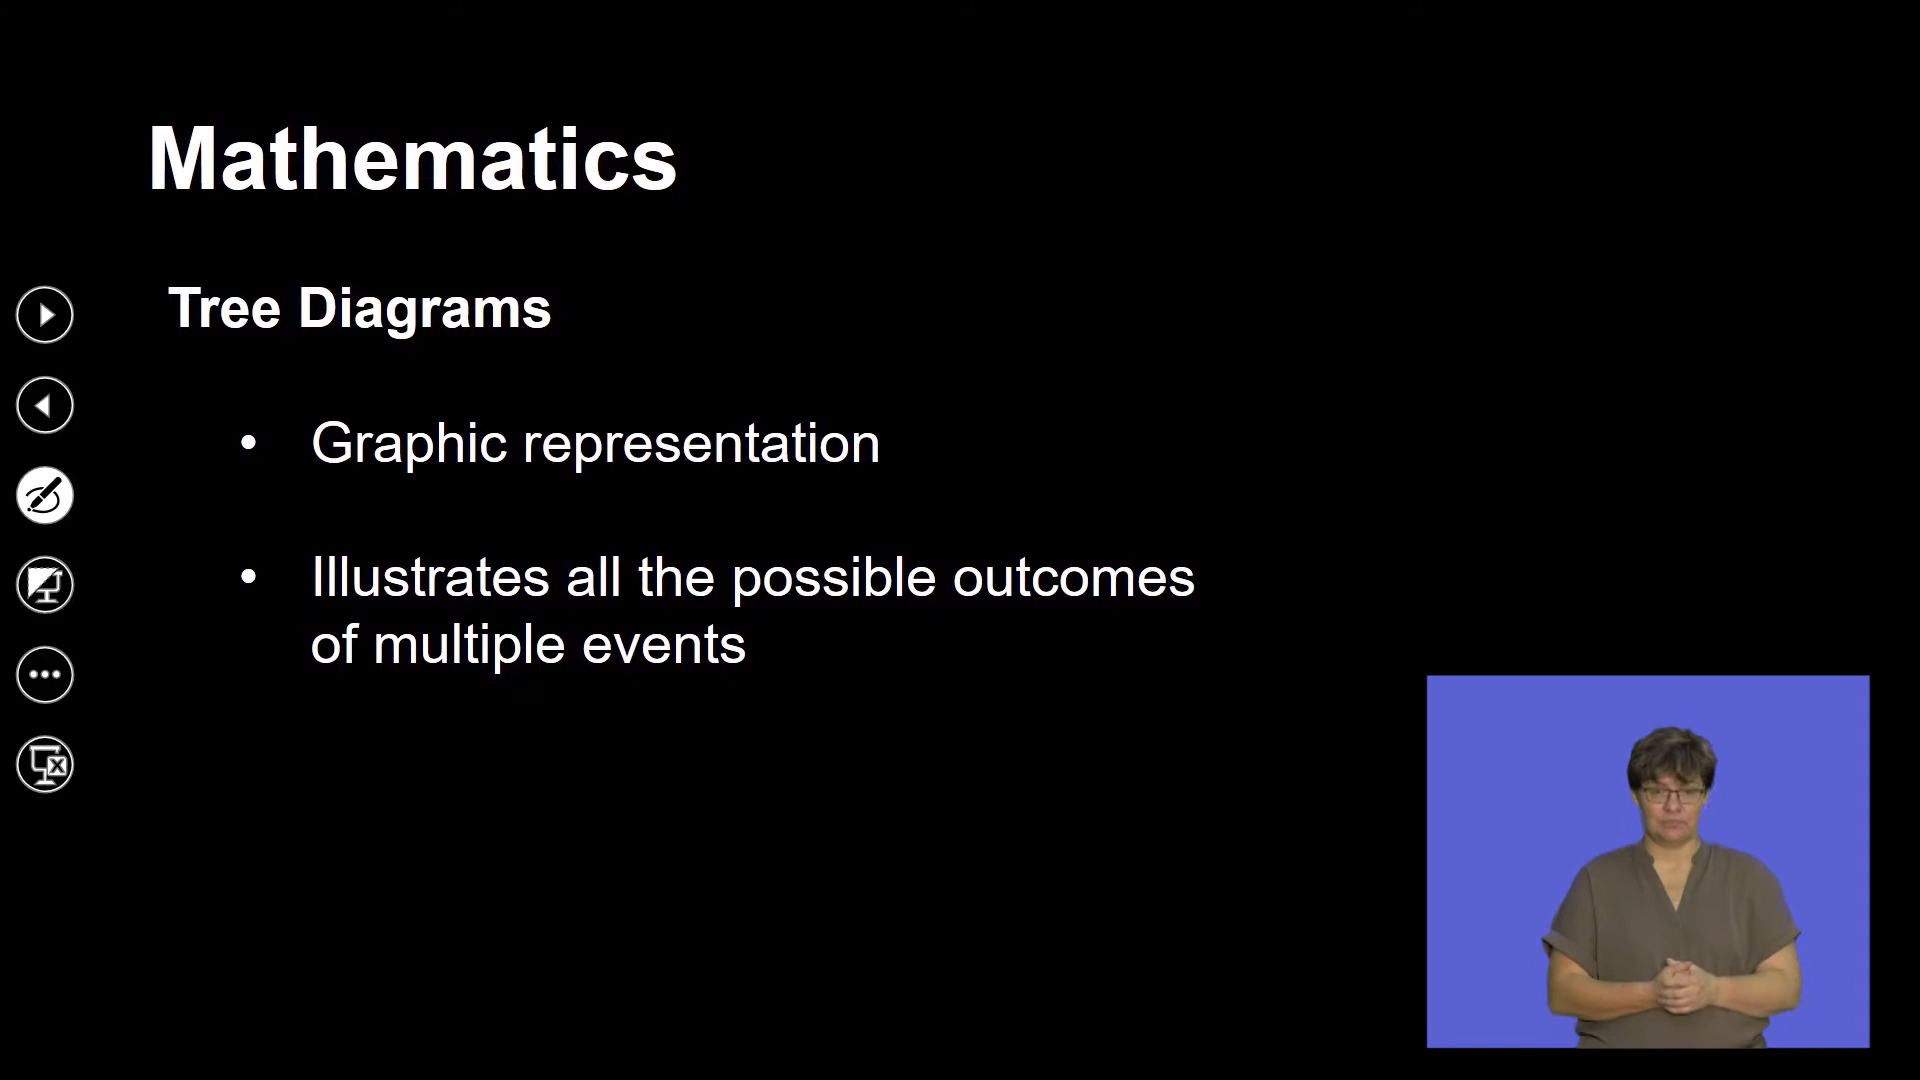 Mathematics
Tree Diagrams
• Graphic representation
• Illustrates all the possible outcomes
of multiple events